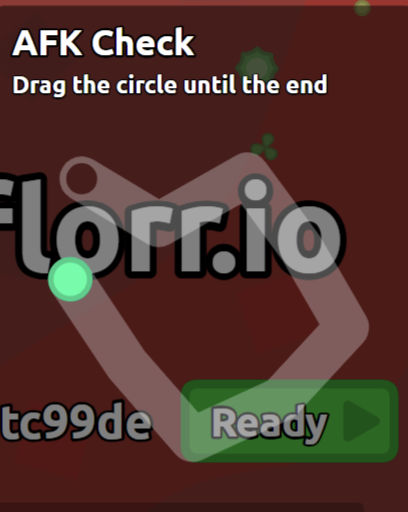 AFK Check
Drag the circle until the end
florr.io
tc99de
Ready